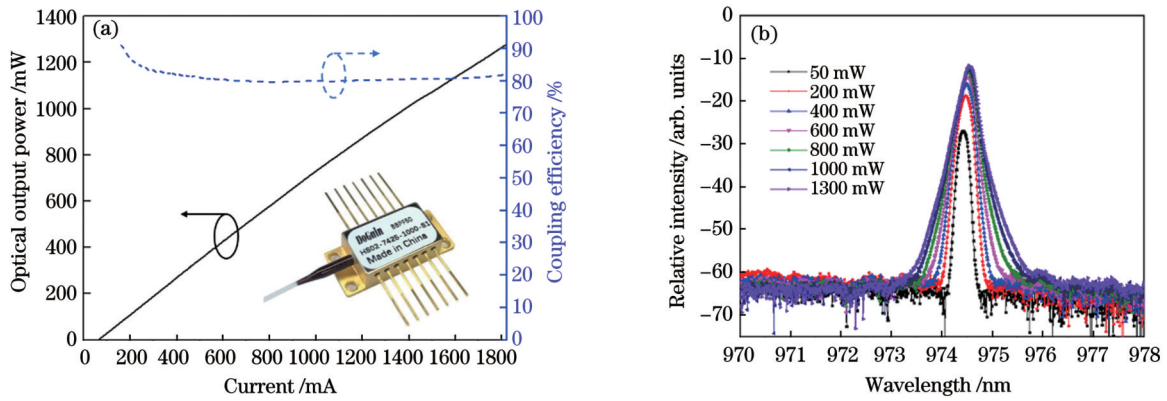 (a)
Optical output power /mW
1400
1200
1000
800
600
400
200
0
0 200 400 600 800 1000 1200 1400 1600 1800
Current /mA
100
90
80
70
60
50
40
30
20
10
0
Coupling efficiency /%
DoGain
H802-7425-1000-S1
Made in China
(b)
Relative intensity /arb. units
0
−10
−20
−30
−40
−50
−60
−70
50 mW
200 mW
400 mW
600 mW
800 mW
1000 mW
1300 mW
970 971 972 973 974 975 976 977 978
Wavelength /nm